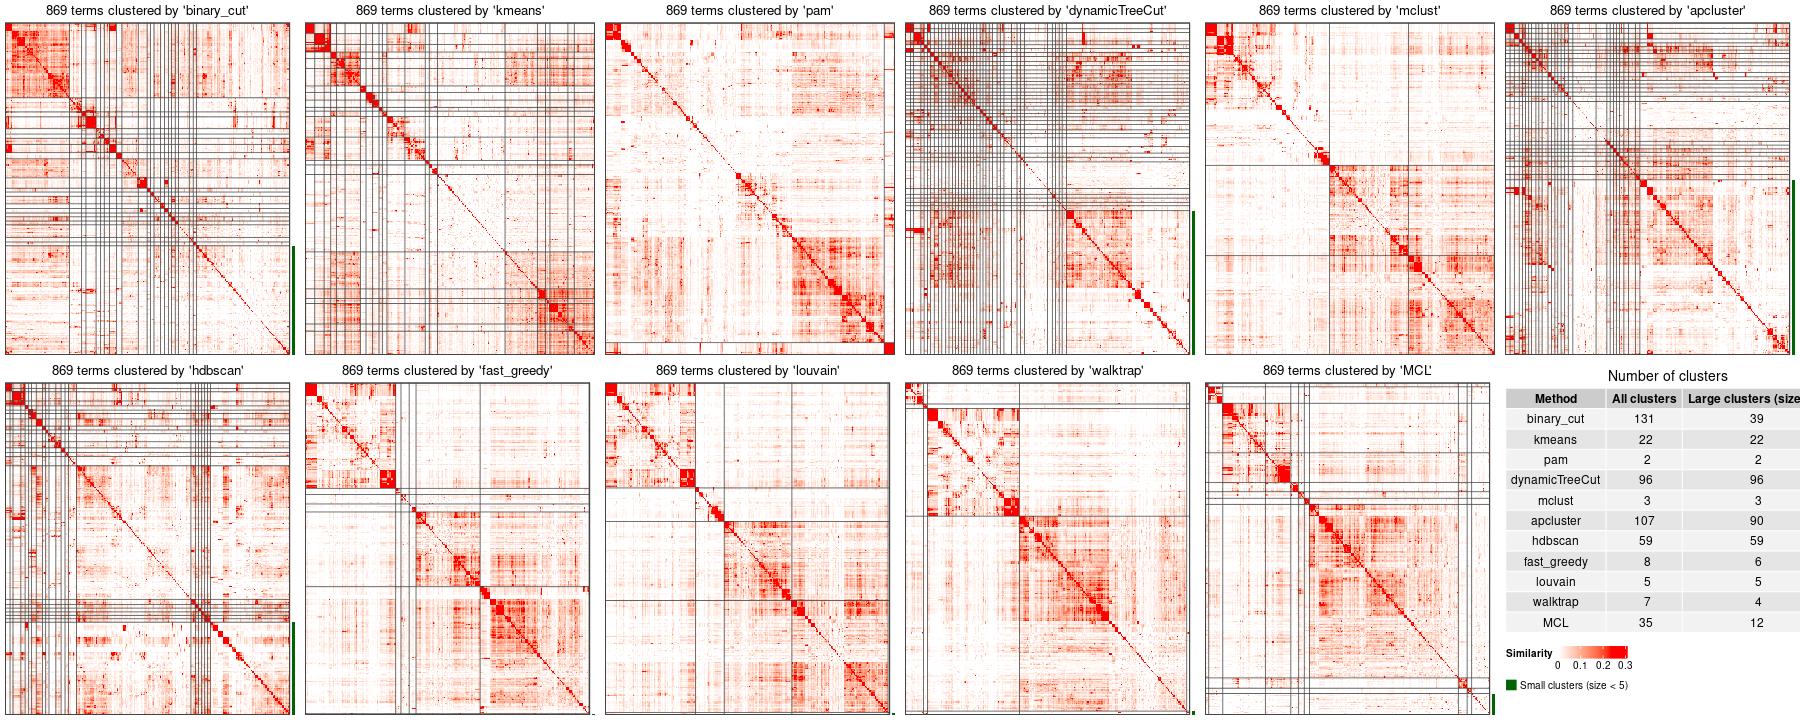 869 terms clustered by 'binary_cut'
869 terms clustered by 'kmeans'
869 terms clustered by 'pam'
869 terms clustered by 'dynamicTreeCut'
869 terms clustered by 'mclust'
869 terms clustered by 'apcluster'
869 terms clustered by 'hdbscan'
869 terms clustered by 'fast_greedy'
869 terms clustered by 'louvain'
869 terms clustered by 'walktrap'
869 terms clustered by 'MCL'
Number of clusters
Method All clusters Large clusters (size
binary_cut 131 39
kmeans 22 22
pam 2 2
dynamicTreeCut 96 96
mclust 3 3
apcluster 107 90
hdbscan 59 59
fast_greedy 8 6
louvain 5 5
walktrap 7 4
MCL 35 12
Similarity
0 0.1 0.2 0.3
Small clusters (size < 5)